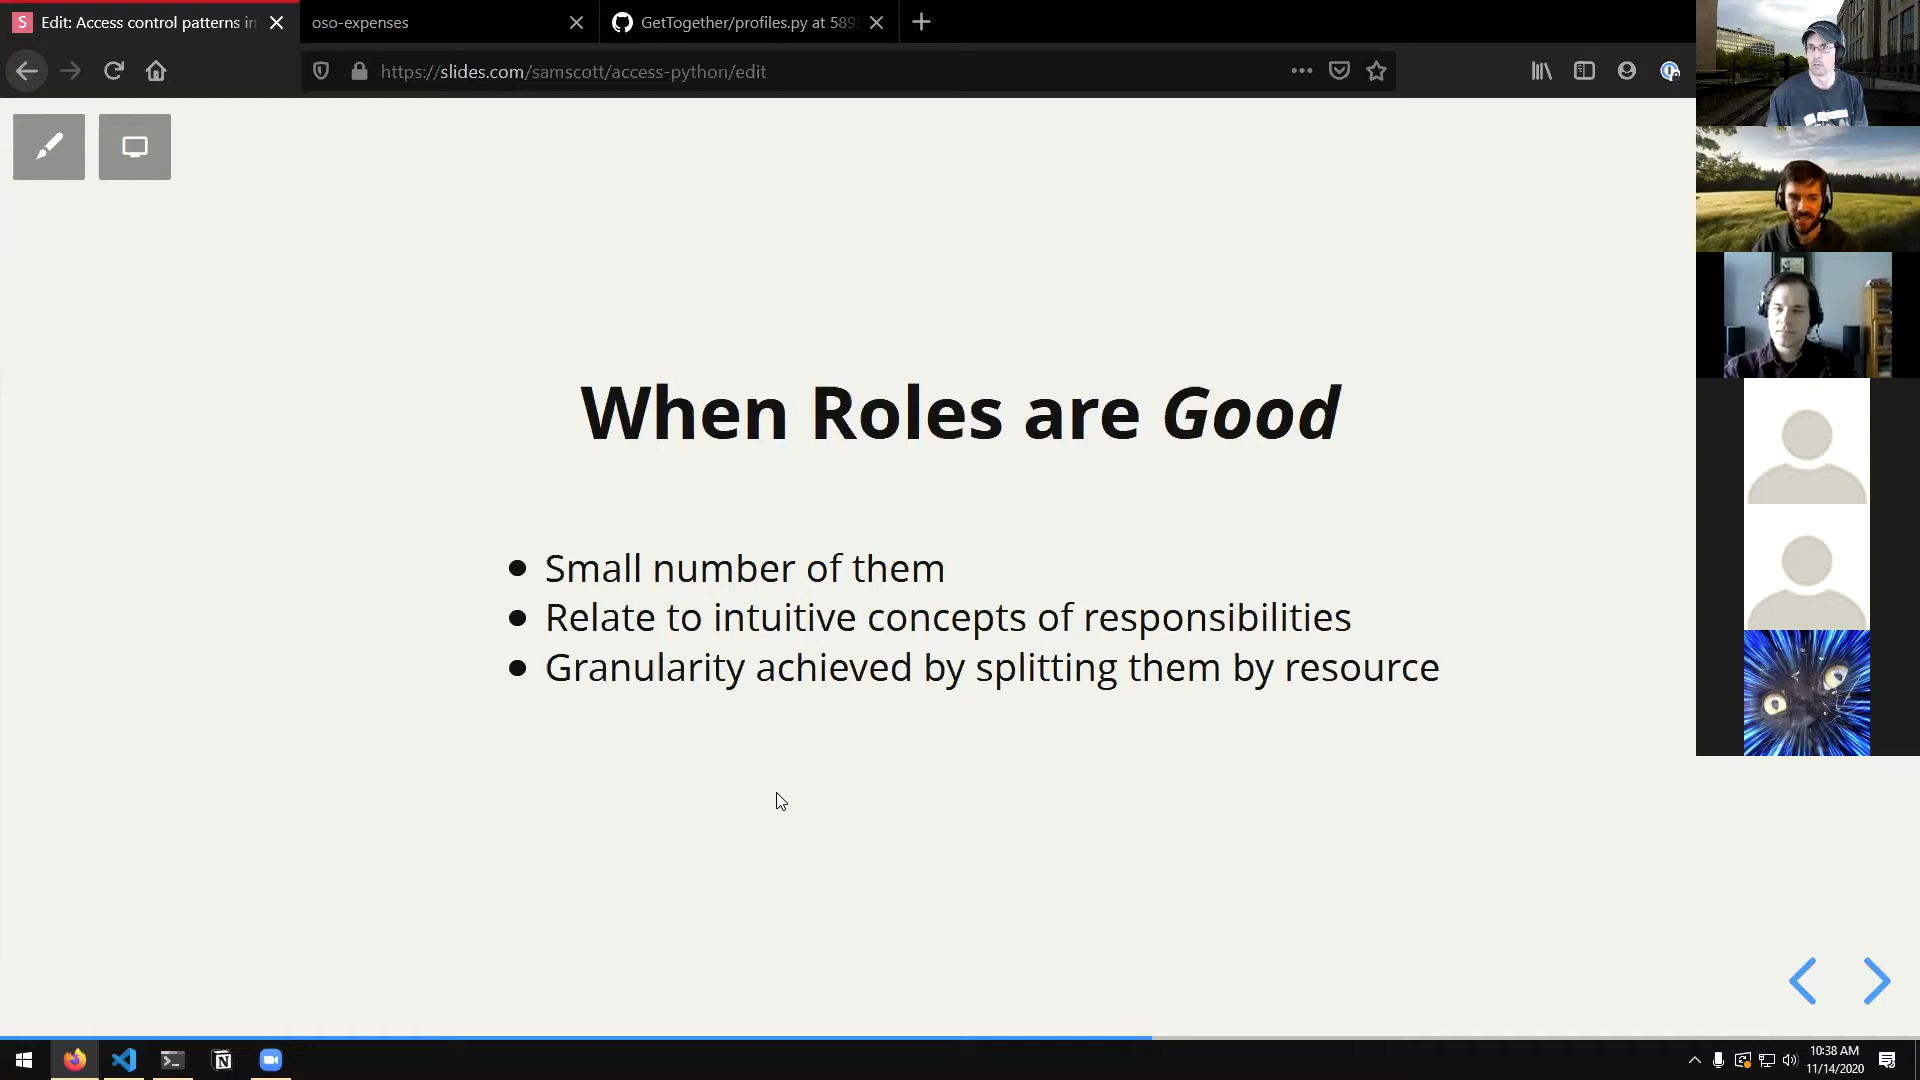 S Edit: Access control patterns in
oso-expenses
GetTogether/profiles.py at 589
https://slides.com/samscott/access-python/edit
When Roles are Good
Small number of them
Relate to intuitive concepts of responsibilities
Granularity achieved by splitting them by resource
10:38 AM
11/14/2020